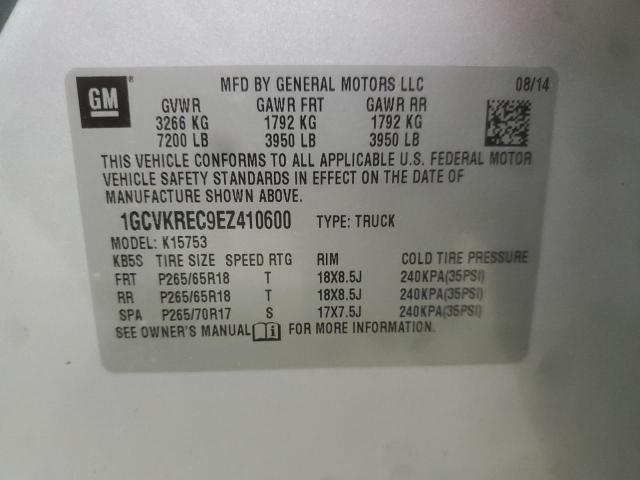 GM ® MFD BY GENERAL MOTORS LLC 08/14
GVWR GAWR FRT GAWR RR
3266 KG 1792 KG 1792 KG
7200 LB 3950 LB 3950 LB
THIS VEHICLE CONFORMS TO ALL APPLICABLE U.S. FEDERAL MOTOR
VEHICLE SAFETY STANDARDS IN EFFECT ON THE DATE OF
MANUFACTURE SHOWN ABOVE.
1GCVKREC9EZ410600 TYPE: TRUCK
MODEL: K15753
KB5S TIRE SIZE SPEED RTG RIM COLD TIRE PRESSURE
FRT P265/65R18 T 18X8.5J 240KPA(35PSI)
RR P265/65R18 T 18X8.5J 240KPA(35PSI)
SPA P265/70R17 S 17X7.5J 240KPA(35PSI)
SEE OWNER'S MANUAL FOR MORE INFORMATION.